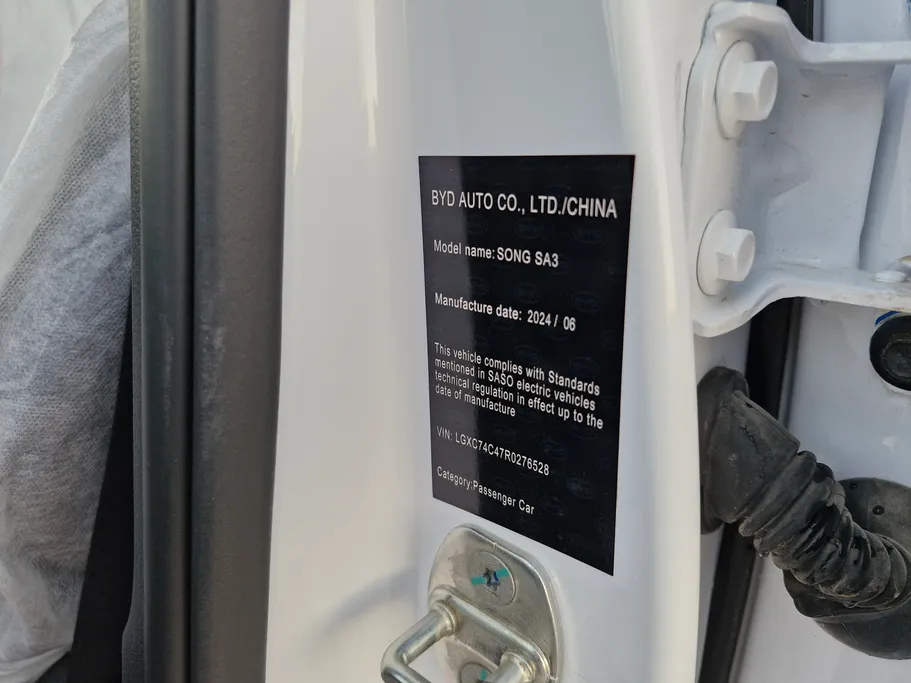 BYD AUTO CO., LTD./CHINA
Model name: SONG SA3
Manufacture date: 2024 / 06
This vehicle complies with Standards
mentioned in SASO electric vehicles
technical regulation in effect up to the
date of manufacture
VIN: LGXC74C47R0276528
Category:Passenger Car